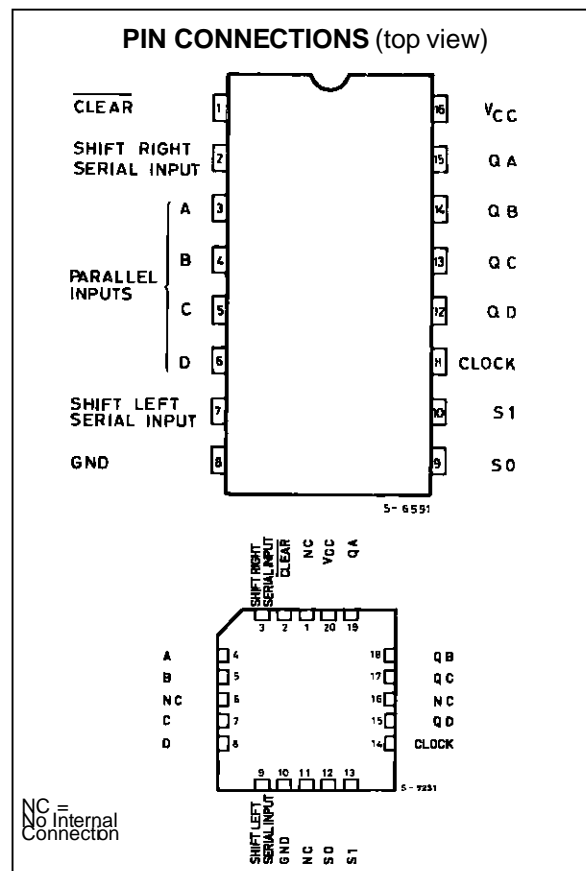 PIN CONNECTIONS (top view)
CLEAR 1 16 VCC
SHIFT RIGHT
SERIAL INPUT 2 15 QA
A 3 14 QB
B 4 13 QC
PARALLEL
INPUTS
C 5 12 QD
D 6 11 CLOCK
SHIFT LEFT
SERIAL INPUT 7 10 S1
GND 8 9 S0
S-6591
SHIFT RIGHT
SERIAL INPUT
CLEAR
NC
VCC
QA
3 2 1 20 19
A 4 18 QB
B 5 17 QC
NC 6 16 NC
C 7 15 QD
D 8 14 CLOCK
9 10 11 12 13
S-7231
SHIFT LEFT
SERIAL INPUT
GND
NC
S0
S1
NC =
No Internal
Connection